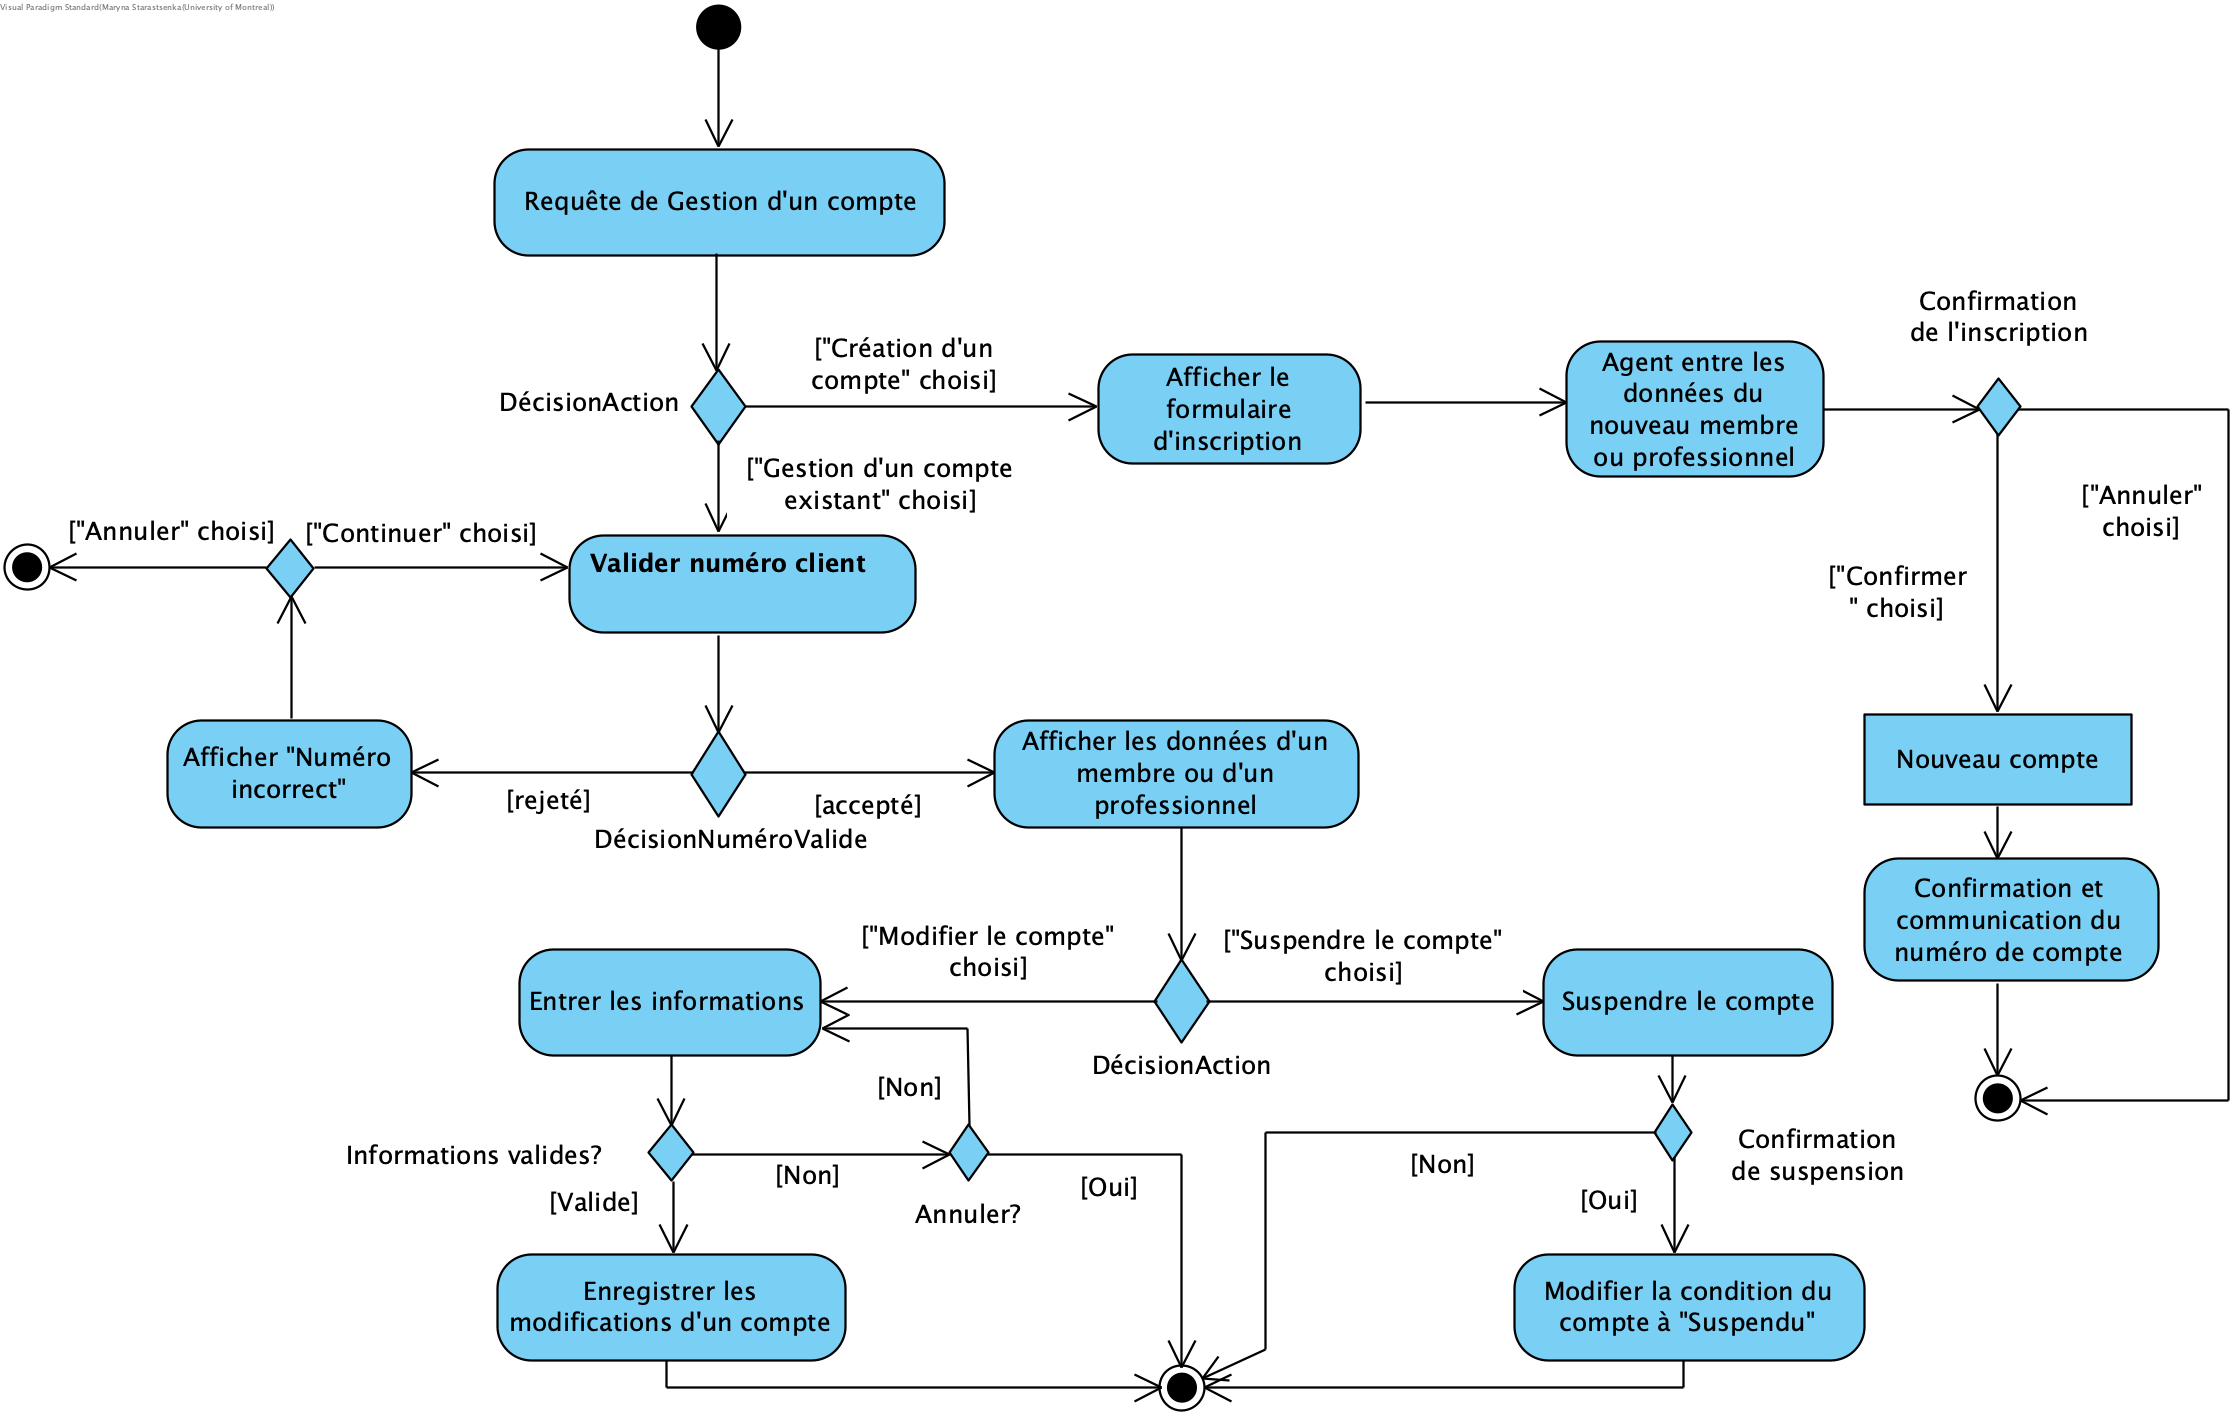 Visual Paradigm Standard(Maryna Starastsenka(University of Montreal))
Requête de Gestion d'un compte
Confirmation
de l'inscription
["Création d'un
compte" choisi]
DécisionAction
Afficher le
formulaire
d'inscription
Agent entre les
données du
nouveau membre
ou professionnel
["Gestion d'un compte
existant" choisi]
["Annuler"
choisi]
["Annuler" choisi]
["Continuer" choisi]
Valider numéro client
["Confirmer
" choisi]
Afficher "Numéro
incorrect"
[rejeté]
[accepté]
DécisionNuméroValide
Afficher les données d'un
membre ou d'un
professionnel
Nouveau compte
Confirmation et
communication du
numéro de compte
["Modifier le compte"
choisi]
["Suspendre le compte"
choisi]
Entrer les informations
Suspendre le compte
DécisionAction
[Non]
Informations valides?
[Non]
[Valide]
Annuler?
[Oui]
[Non]
Confirmation
de suspension
[Oui]
Enregistrer les
modifications d'un compte
Modifier la condition du
compte à "Suspendu"